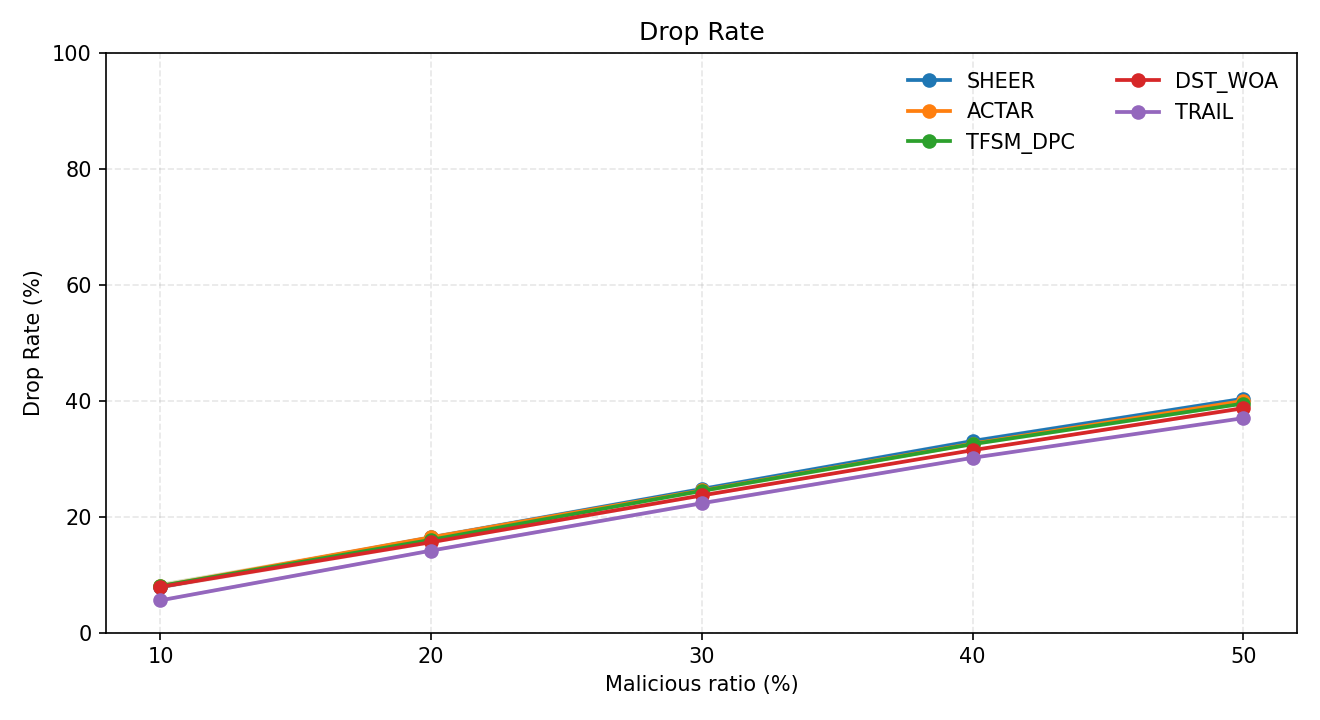 Drop Rate
100
80
60
40
20
0
Drop Rate (%)
SHEER
ACTAR
TFSM_DPC
DST_WOA
TRAIL
10 20 30 40 50
Malicious ratio (%)